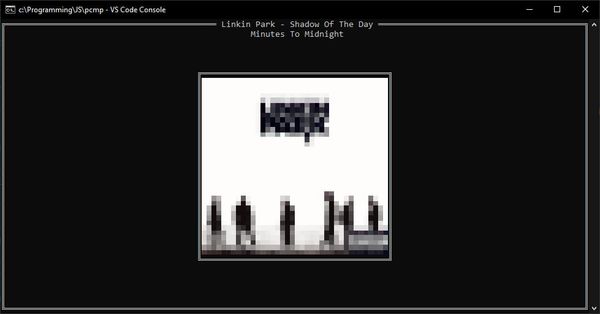 c:\Programming\JS\pcmp - VS Code Console
Linkin Park - Shadow Of The Day
Minutes To Midnight